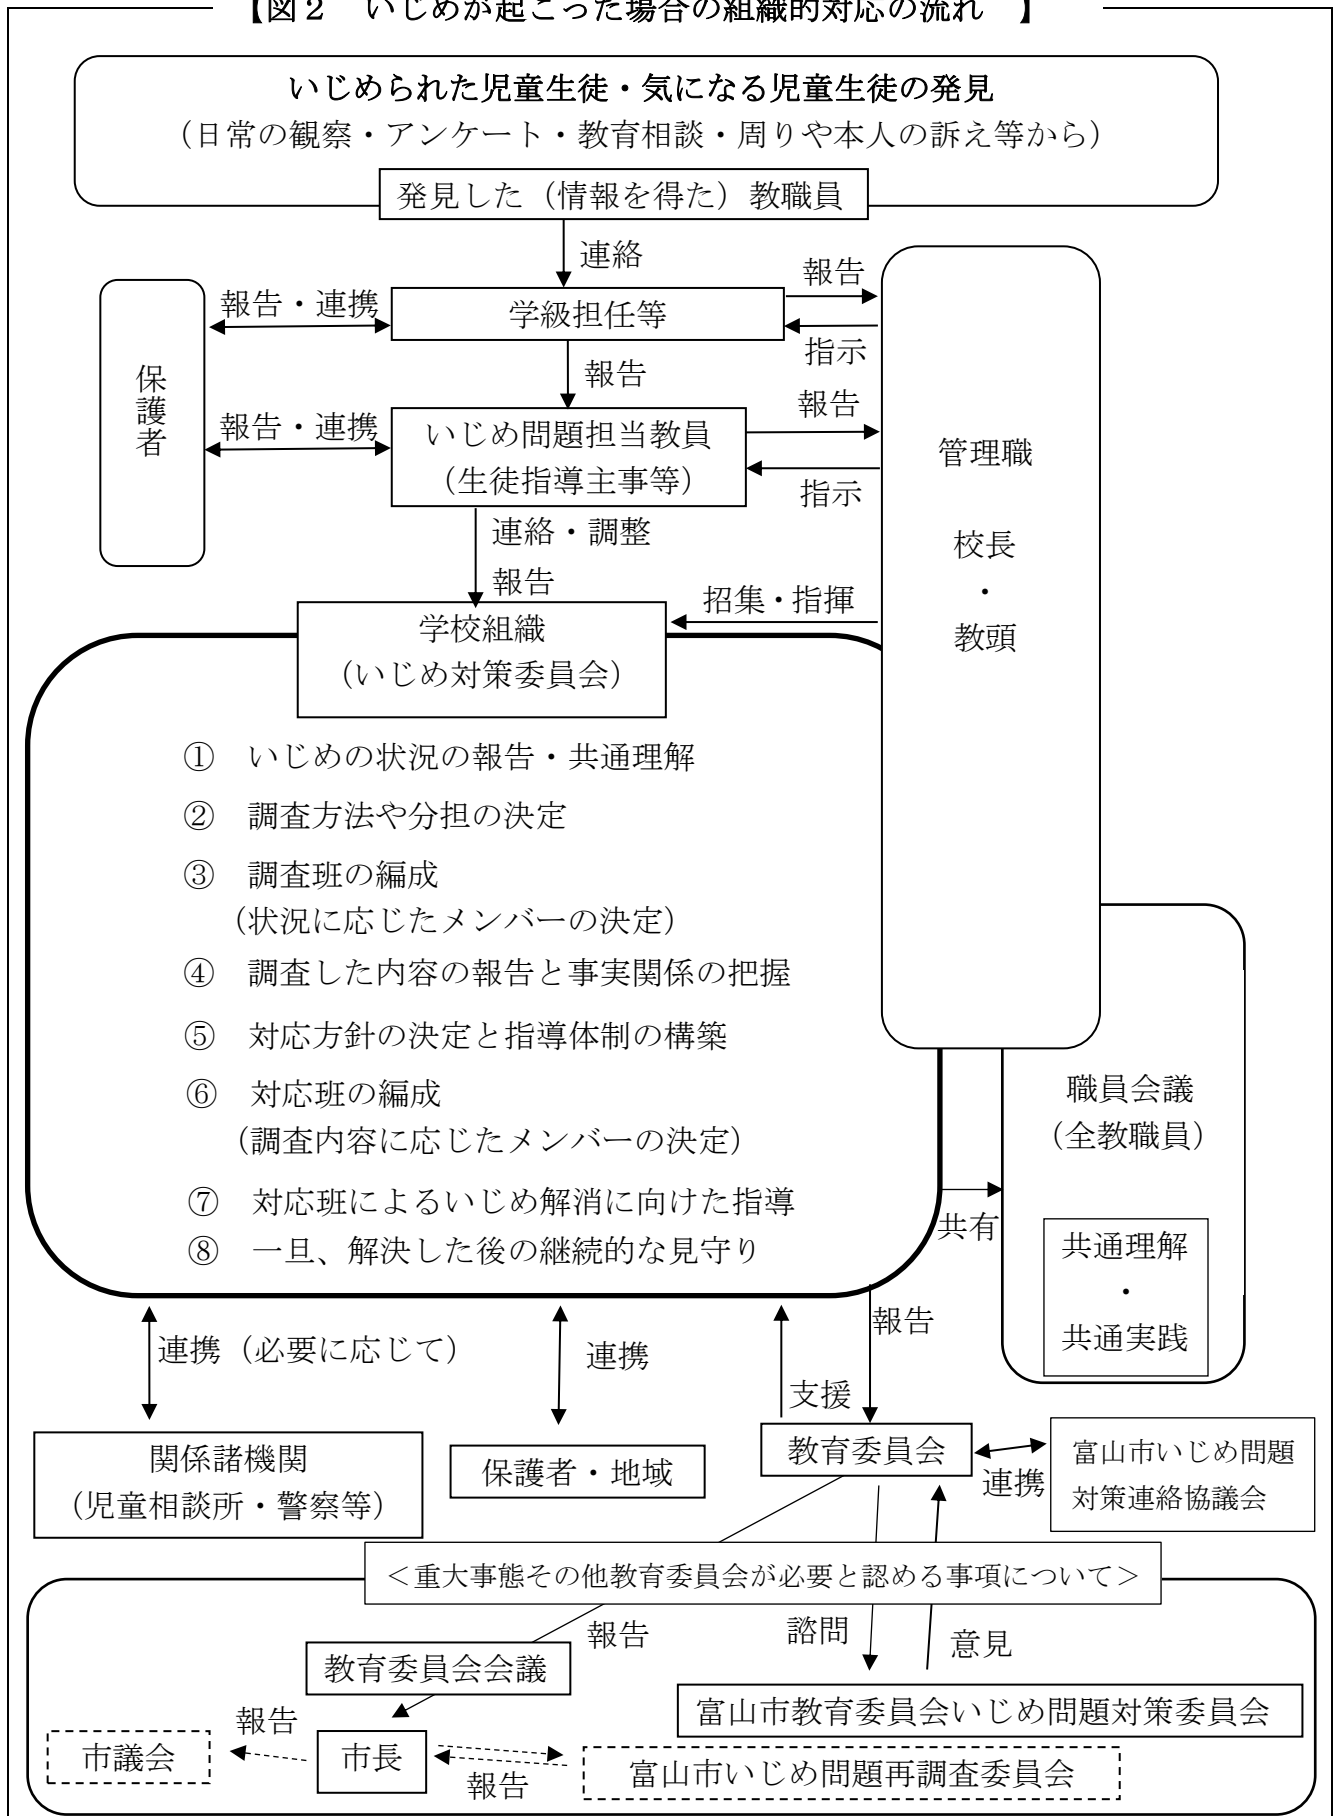 【図２　いじめが起こった場合の組織的対応の流れ　】
いじめられた児童生徒・気になる児童生徒の発見
（日常の観察・アンケート・教育相談・周りや本人の訴え等から）
発見した（情報を得た）教職員
連絡
報告
報告・連携
学級担任等
指示
報告
保護者
報告
報告・連携
いじめ問題担当教員
（生徒指導主事等）
指示
管理職
校長
・
教頭
連絡・調整
報告
招集・指揮
学校組織
（いじめ対策委員会）
①　いじめの状況の報告・共通理解
②　調査方法や分担の決定
③　調査班の編成
（状況に応じたメンバーの決定）
④　調査した内容の報告と事実関係の把握
⑤　対応方針の決定と指導体制の構築
⑥　対応班の編成
（調査内容に応じたメンバーの決定）
⑦　対応班によるいじめ解消に向けた指導
⑧　一旦、解決した後の継続的な見守り
職員会議
（全教職員）
共有
共通理解
・
共通実践
連携（必要に応じて）
連携
報告
支援
関係諸機関
（児童相談所・警察等）
保護者・地域
教育委員会
連携
富山市いじめ問題
対策連絡協議会
＜重大事態その他教育委員会が必要と認める事項について＞
報告
諮問
意見
教育委員会会議
富山市教育委員会いじめ問題対策委員会
報告
市議会
市長
報告
富山市いじめ問題再調査委員会